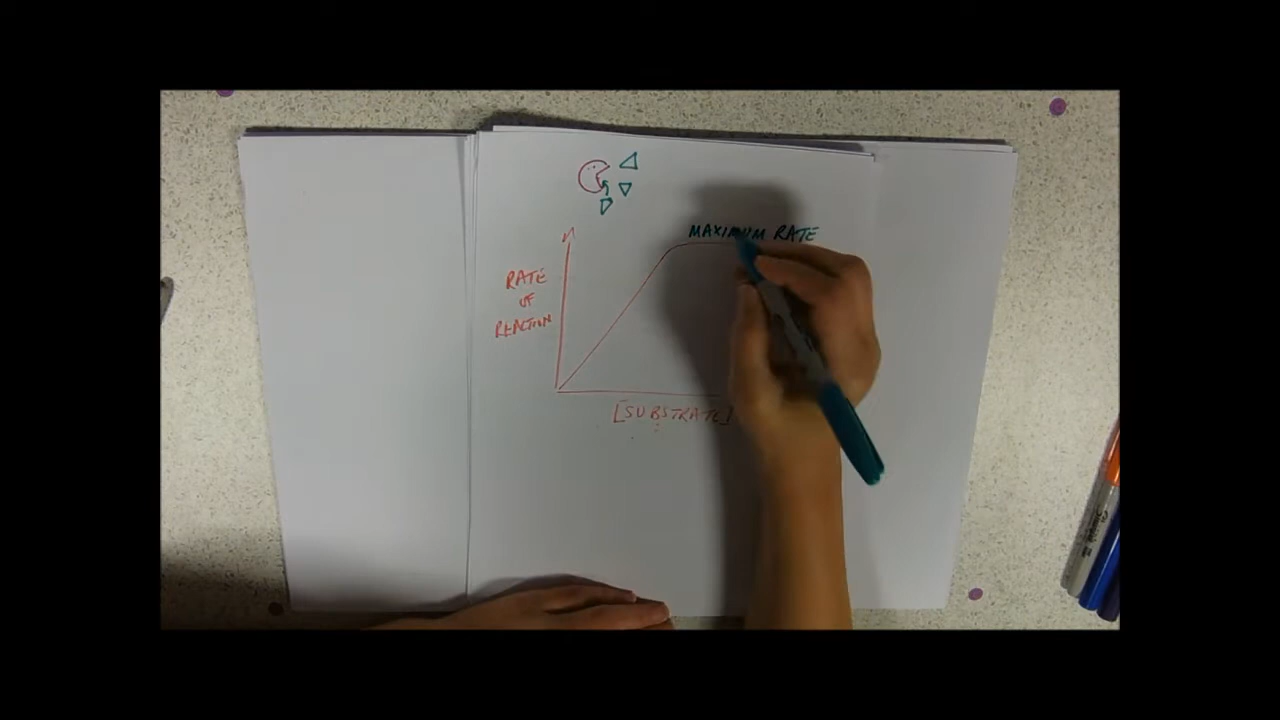 MAXIMUM RATE
RATE
OF
REACTION
[SUBSTRATE]